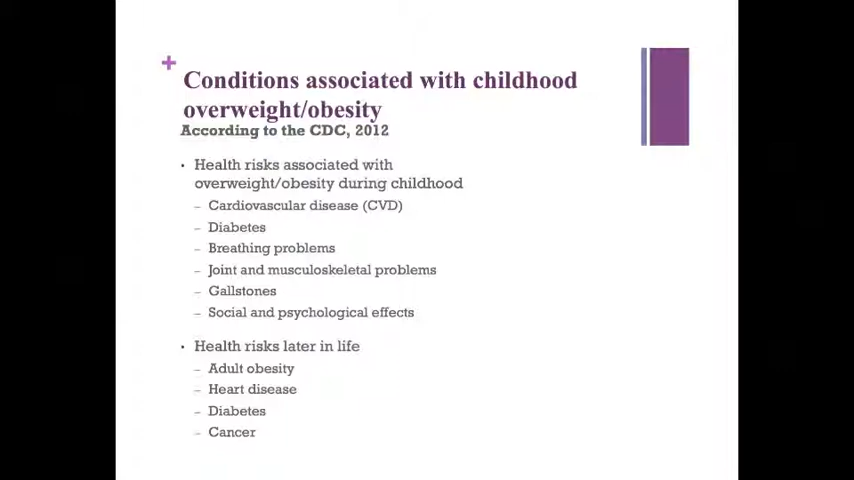 +
Conditions associated with childhood
overweight/obesity
According to the CDC, 2012
• Health risks associated with
overweight/obesity during childhood
– Cardiovascular disease (CVD)
– Diabetes
– Breathing problems
– Joint and musculoskeletal problems
– Gallstones
– Social and psychological effects
• Health risks later in life
– Adult obesity
– Heart disease
– Diabetes
– Cancer